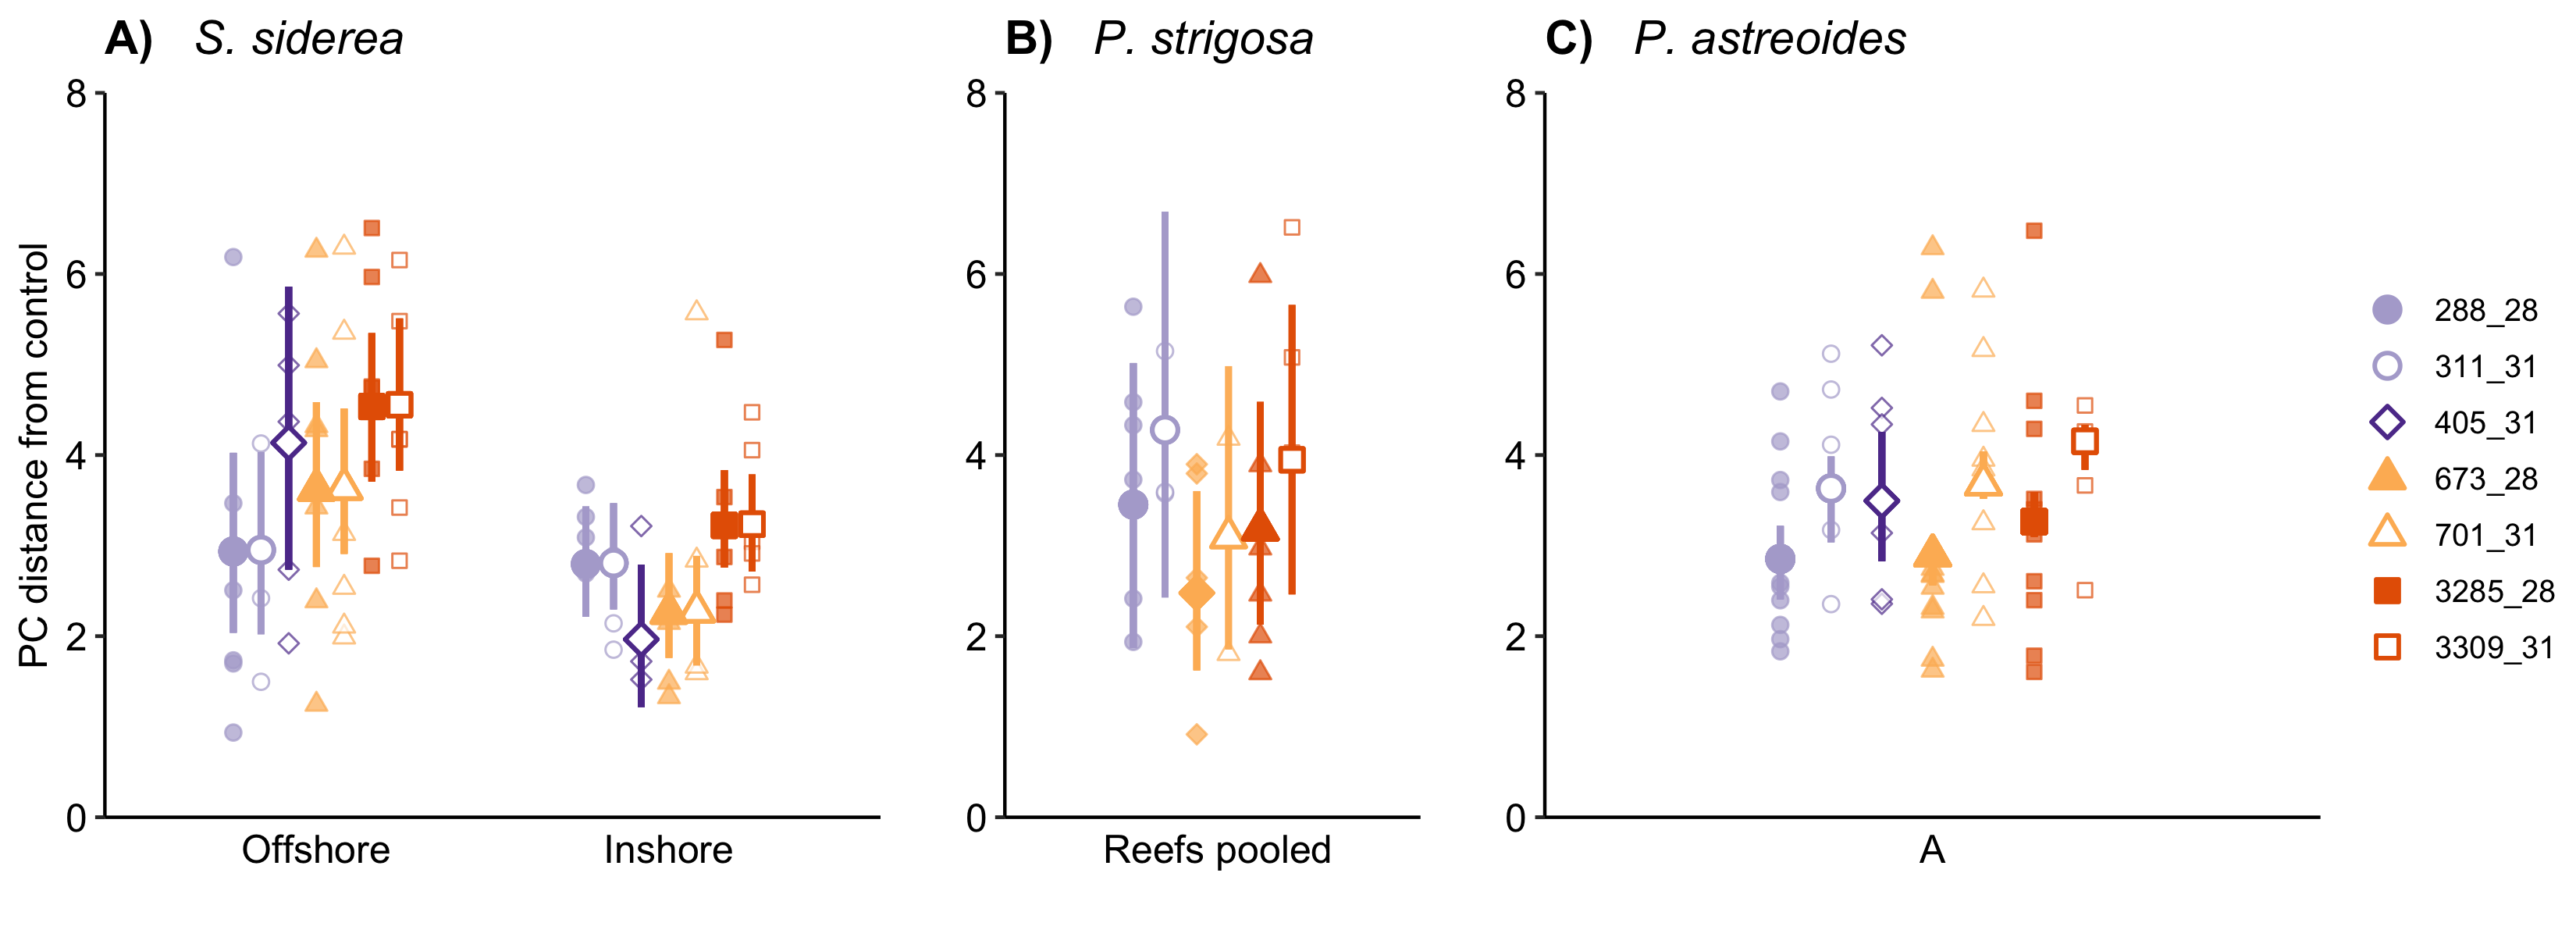 A) S. siderea
B) P. strigosa
C) P. astreoides
PC distance from control
8
6
4
2
0
Offshore
Inshore
8
6
4
2
0
Reefs pooled
8
6
4
2
0
A
288_28
311_31
405_31
673_28
701_31
3285_28
3309_31